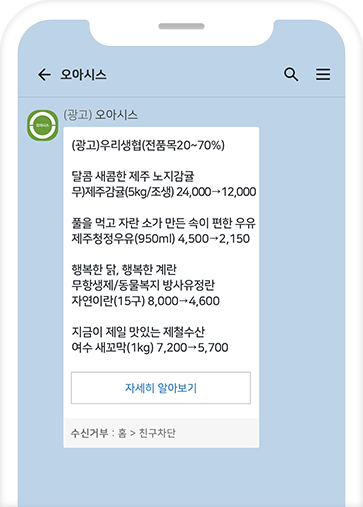 오아시스
(광고) 오아시스
(광고)우리생협(전품목20~70%)
달콤 새콤한 제주 노지감귤
무)제주감귤(5kg/조생) 24,000→12,000
풀을 먹고 자란 소가 만든 속이 편한 우유
제주청정우유(950ml) 4,500→2,150
행복한 닭, 행복한 계란
무항생제/동물복지 방사유정란
자연이란(15구) 8,000→4,600
지금이 제일 맛있는 제철수산
여수 새꼬막(1kg) 7,200→5,700
자세히 알아보기
수신거부 : 홈 > 친구차단